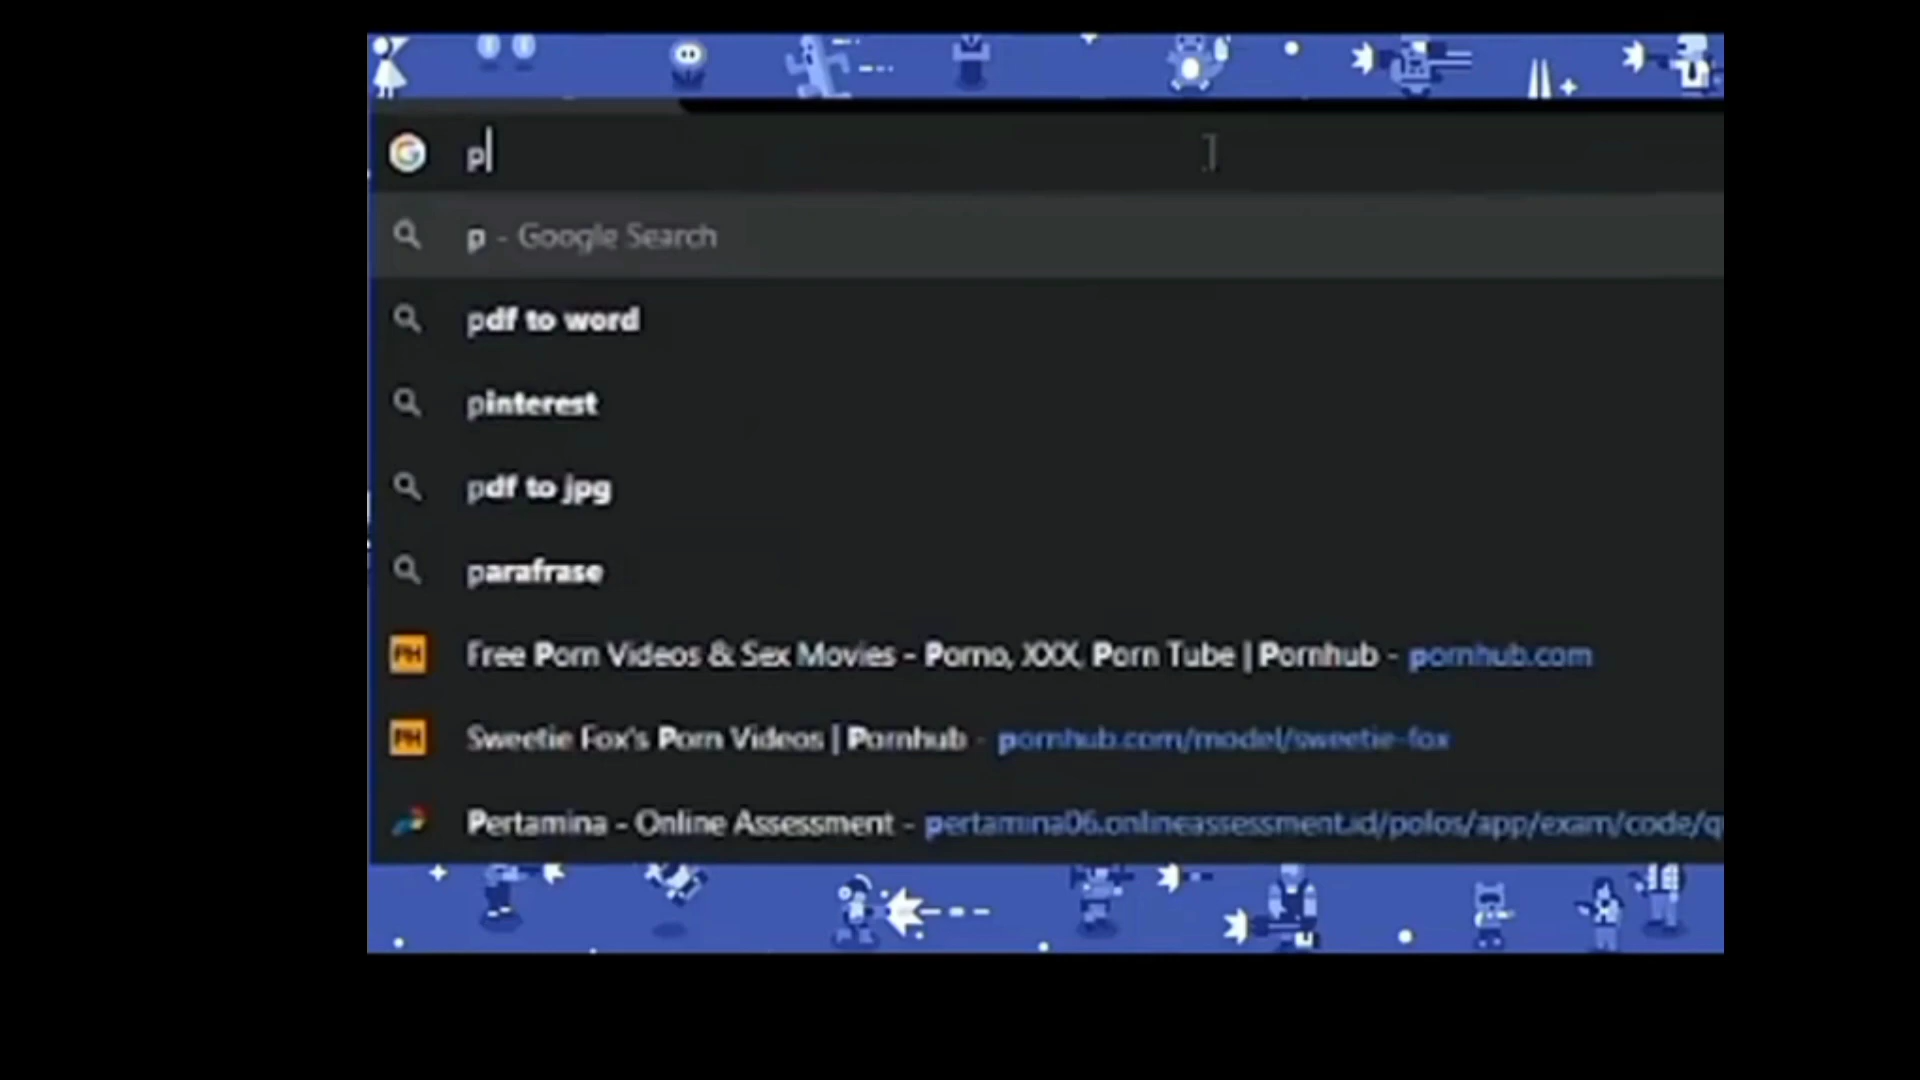 p
p - Google Search
pdf to word
pinterest
pdf to jpg
parafrase
PH Free Porn Videos & Sex Movies - Porno, XXX, Porn Tube | Pornhub - pornhub.com
PH Sweetie Fox's Porn Videos | Pornhub - pornhub.com/model/sweetie-fox
Pertamina - Online Assessment - pertamina06.onlineassessment.id/polos/app/exam/code/q